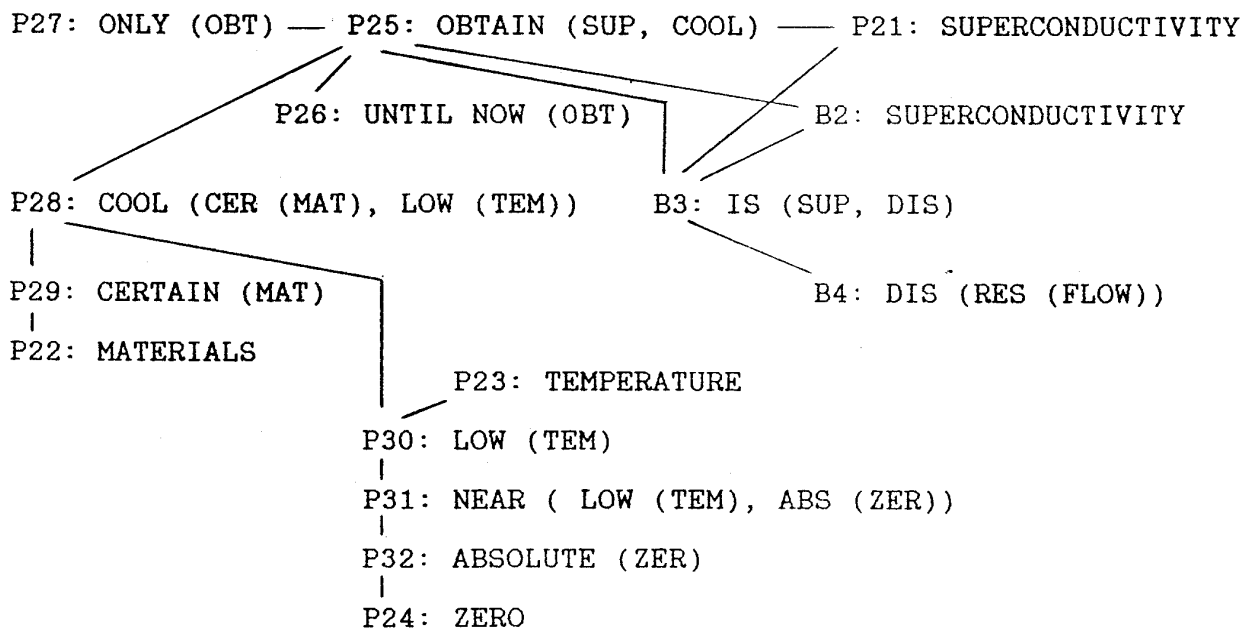 P27: ONLY (OBT) — P25: OBTAIN (SUP, COOL) — P21: SUPERCONDUCTIVITY
P26: UNTIL NOW (OBT) B2: SUPERCONDUCTIVITY
P28: COOL (CER (MAT), LOW (TEM)) B3: IS (SUP, DIS)
P29: CERTAIN (MAT) B4: DIS (RES (FLOW))
P22: MATERIALS
P23: TEMPERATURE
P30: LOW (TEM)
P31: NEAR ( LOW (TEM), ABS (ZER))
P32: ABSOLUTE (ZER)
P24: ZERO